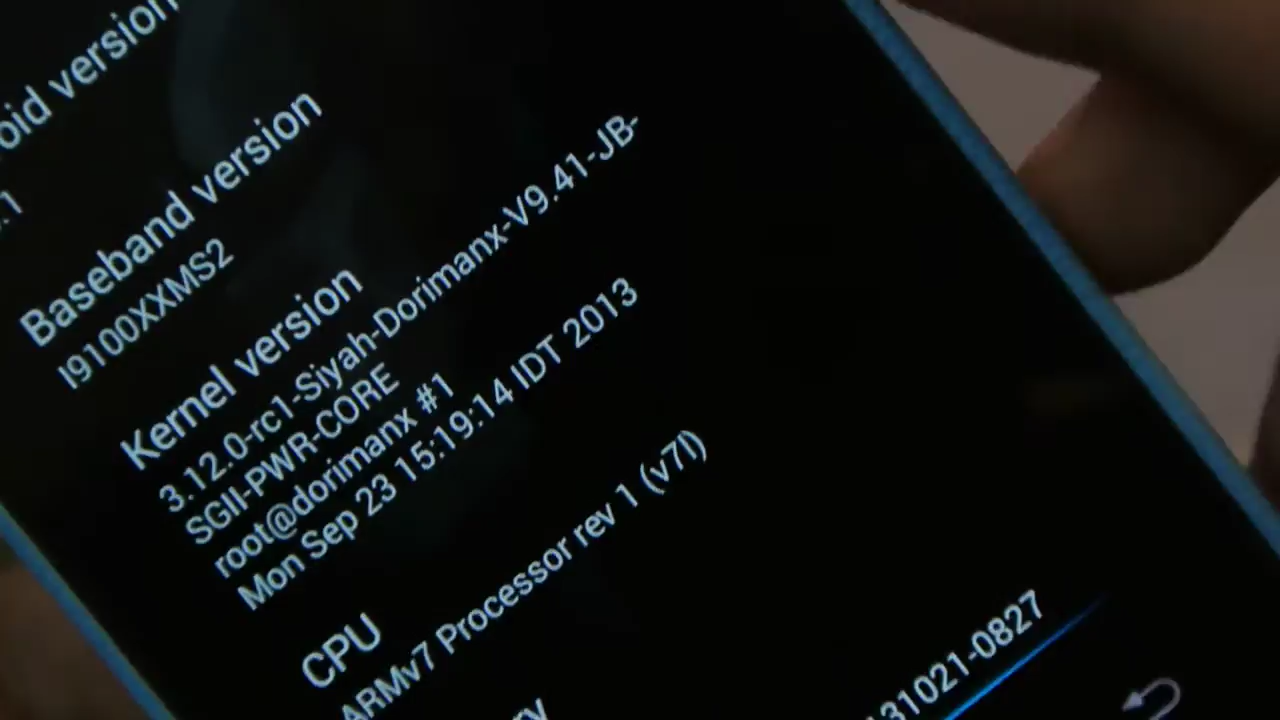 oid version
.1
Baseband version
I9100XXMS2
Kernel version
3.12.0-rc1-Siyah-Dorimanx-V9.41-JB-
SGII-PWR-CORE
root@dorimanx #1
Mon Sep 23 15:19:14 IDT 2013
CPU
ARMv7 Processor rev 1 (v7l)
ry
31021-0827